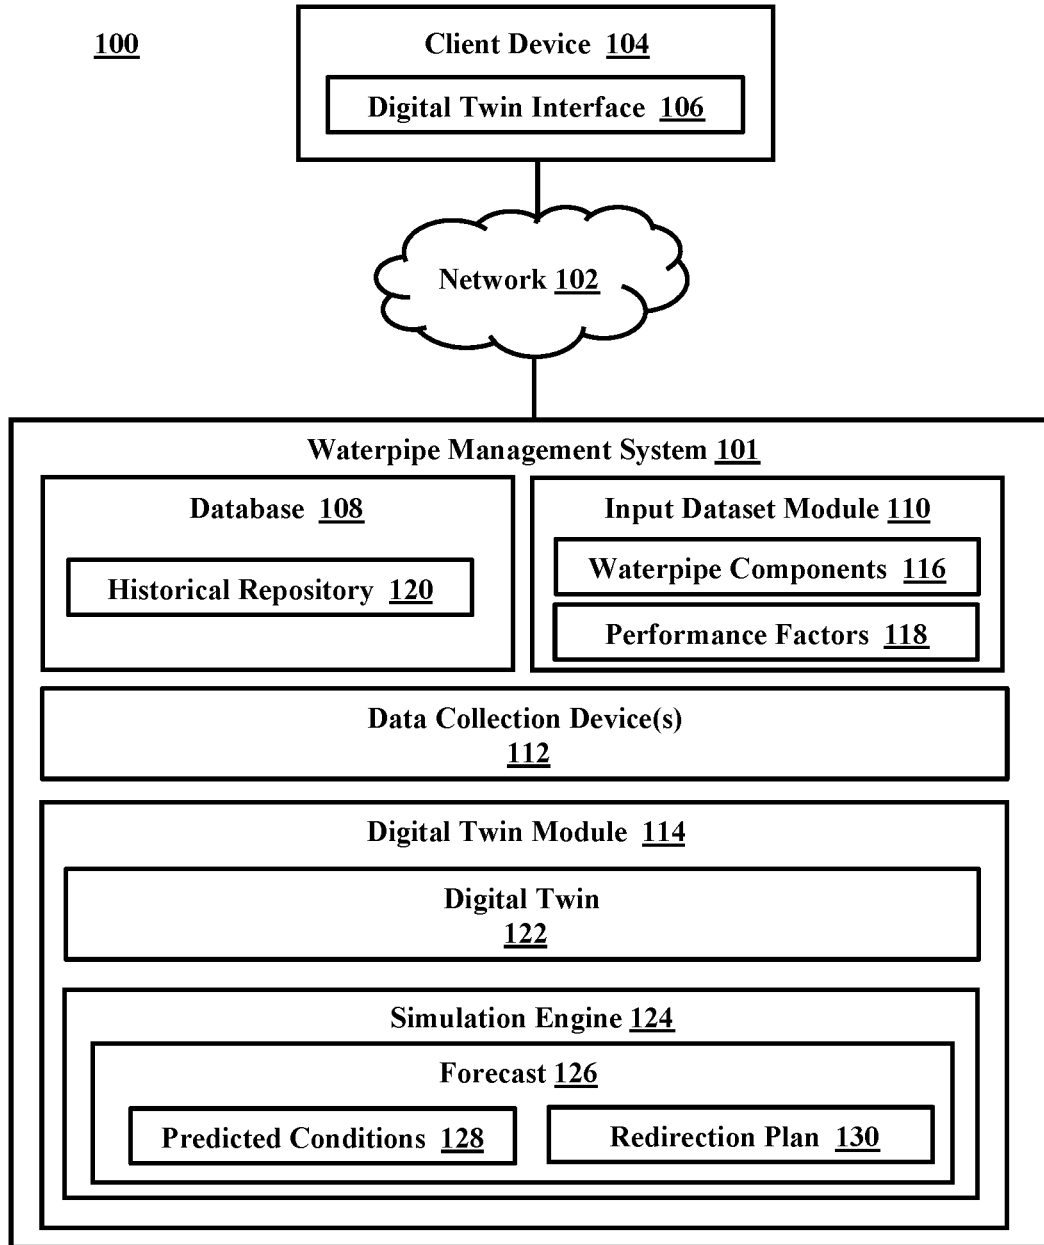 100
Client Device 104
Digital Twin Interface 106
Network 102
Waterpipe Management System 101
Database 108
Historical Repository 120
Input Dataset Module 110
Waterpipe Components 116
Performance Factors 118
Data Collection Device(s)
112
Digital Twin Module 114
Digital Twin
122
Simulation Engine 124
Forecast 126
Predicted Conditions 128
Redirection Plan 130